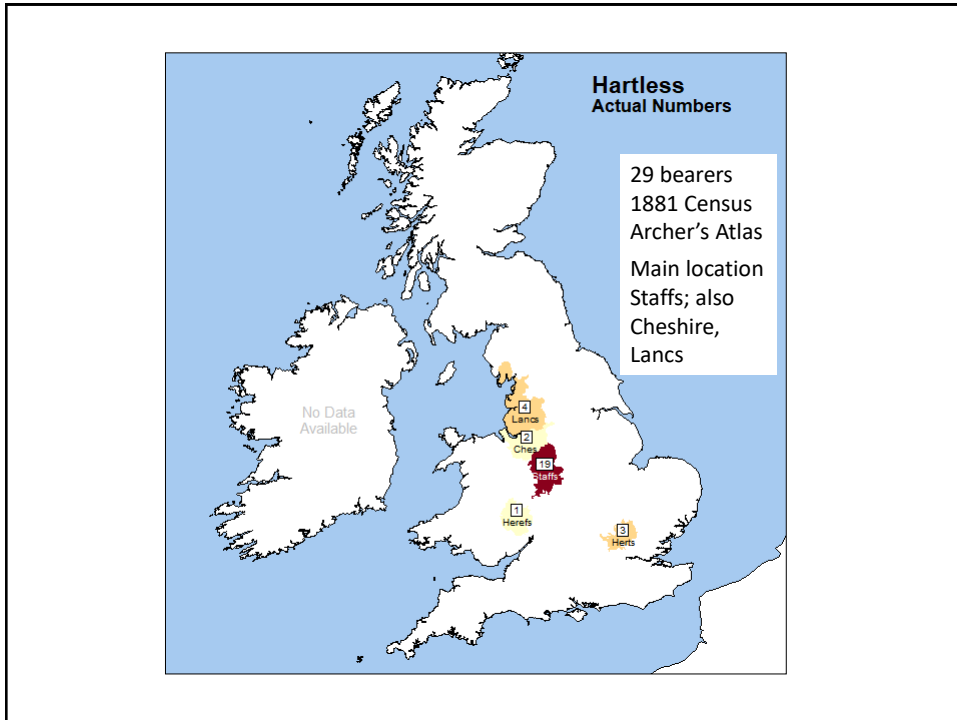 Hartless
Actual Numbers
29 bearers
1881 Census
Archer's Atlas
Main location
Staffs; also
Cheshire,
Lancs
No Data
Available
4
Lancs
2
Ches
19
Staffs
1
Herefs
3
Herts